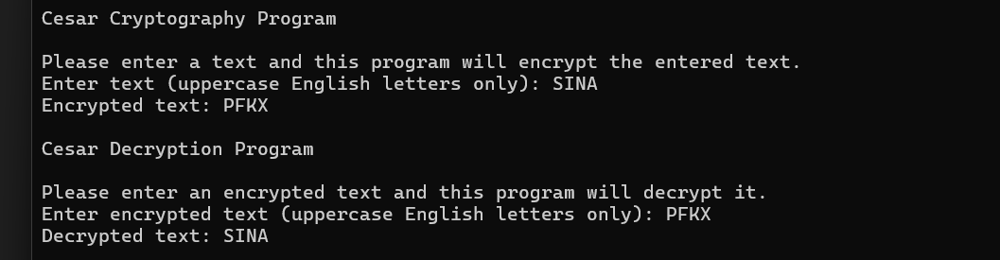 Cesar Cryptography Program
Please enter a text and this program will encrypt the entered text.
Enter text (uppercase English letters only): SINA
Encrypted text: PFKX
Cesar Decryption Program
Please enter an encrypted text and this program will decrypt it.
Enter encrypted text (uppercase English letters only): PFKX
Decrypted text: SINA